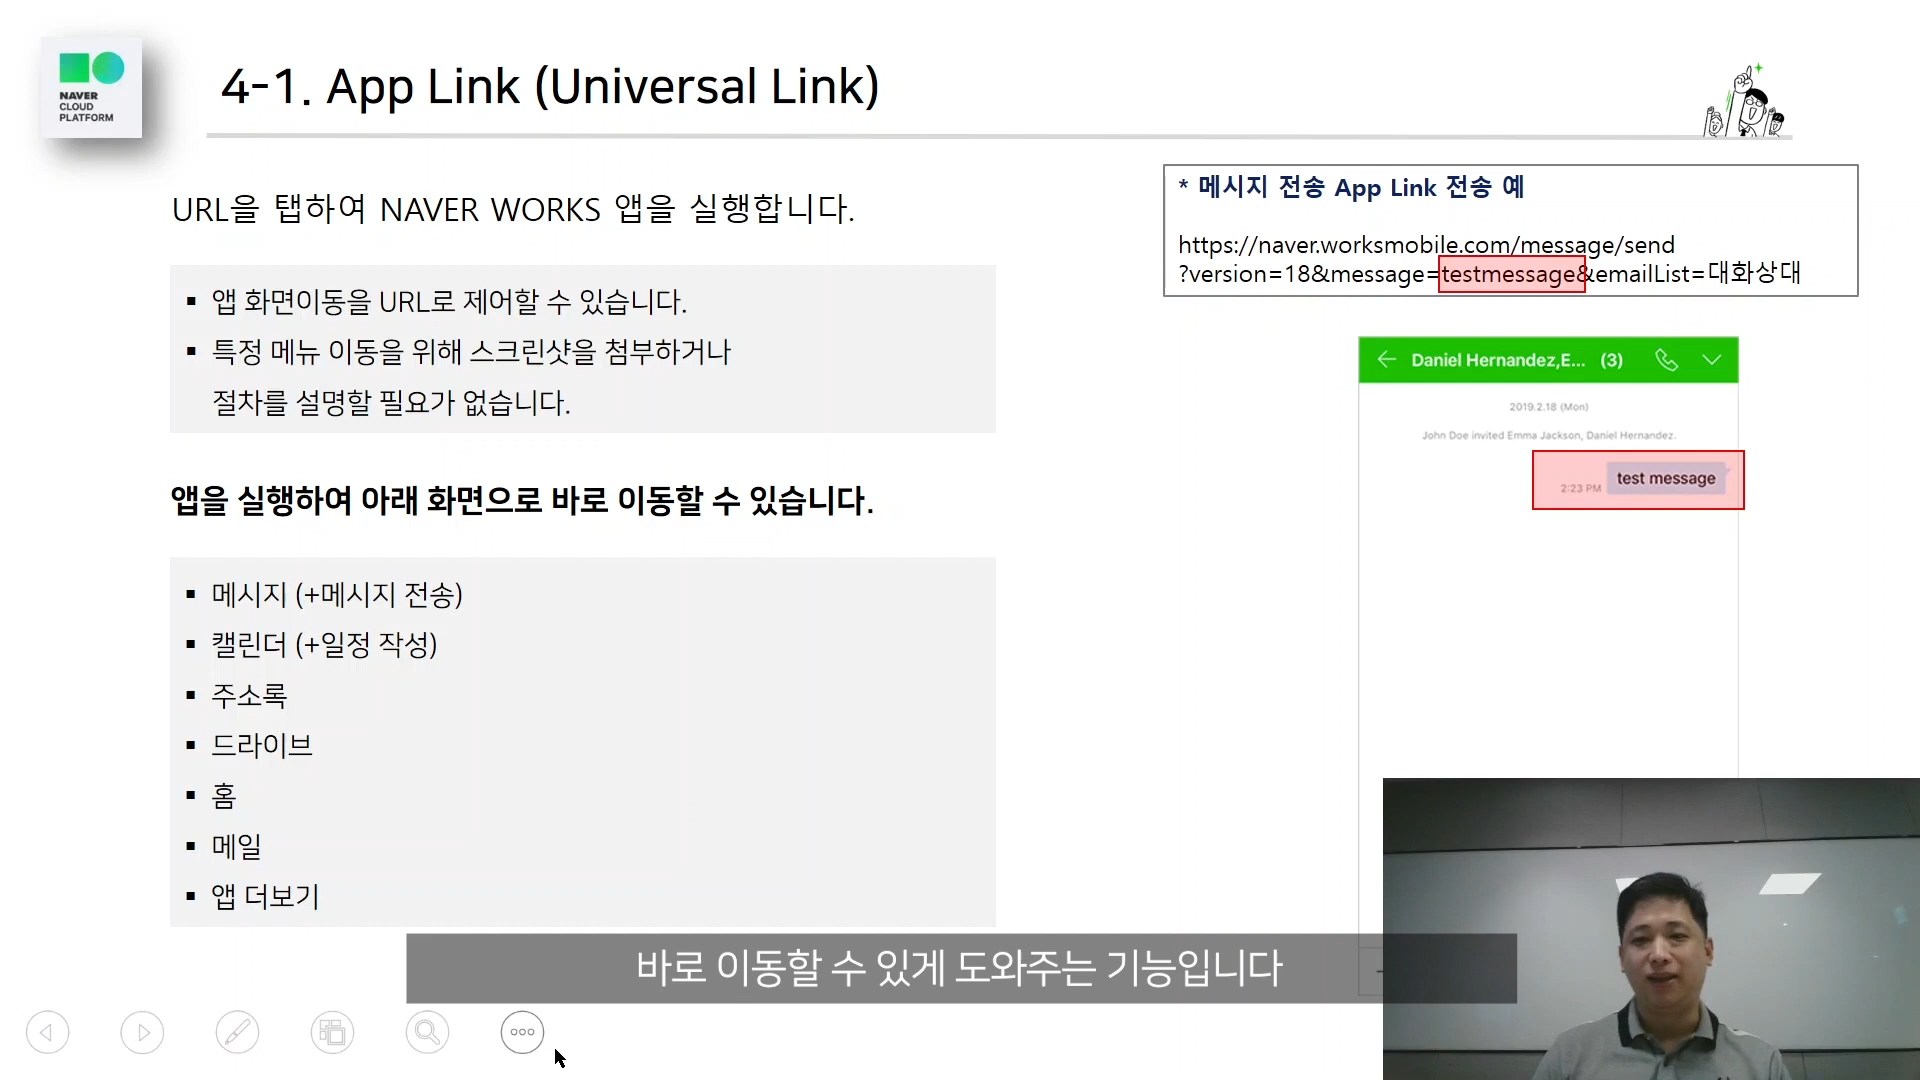 NAVER
CLOUD
PLATFORM
4-1. App Link (Universal Link)
URL을 탭하여 NAVER WORKS 앱을 실행합니다.
▪ 앱 화면이동을 URL로 제어할 수 있습니다.
▪ 특정 메뉴 이동을 위해 스크린샷을 첨부하거나
절차를 설명할 필요가 없습니다.
앱을 실행하여 아래 화면으로 바로 이동할 수 있습니다.
▪ 메시지 (+메시지 전송)
▪ 캘린더 (+일정 작성)
▪ 주소록
▪ 드라이브
▪ 홈
▪ 메일
▪ 앱 더보기
* 메시지 전송 App Link 전송 예
https://naver.worksmobile.com/message/send
?version=18&message=testmessage&emailList=대화상대
Daniel Hernandez,E... (3)
2019.2.18 (Mon)
John Doe invited Emma Jackson, Daniel Hernandez.
test message
2:23 PM
바로 이동할 수 있게 도와주는 기능입니다